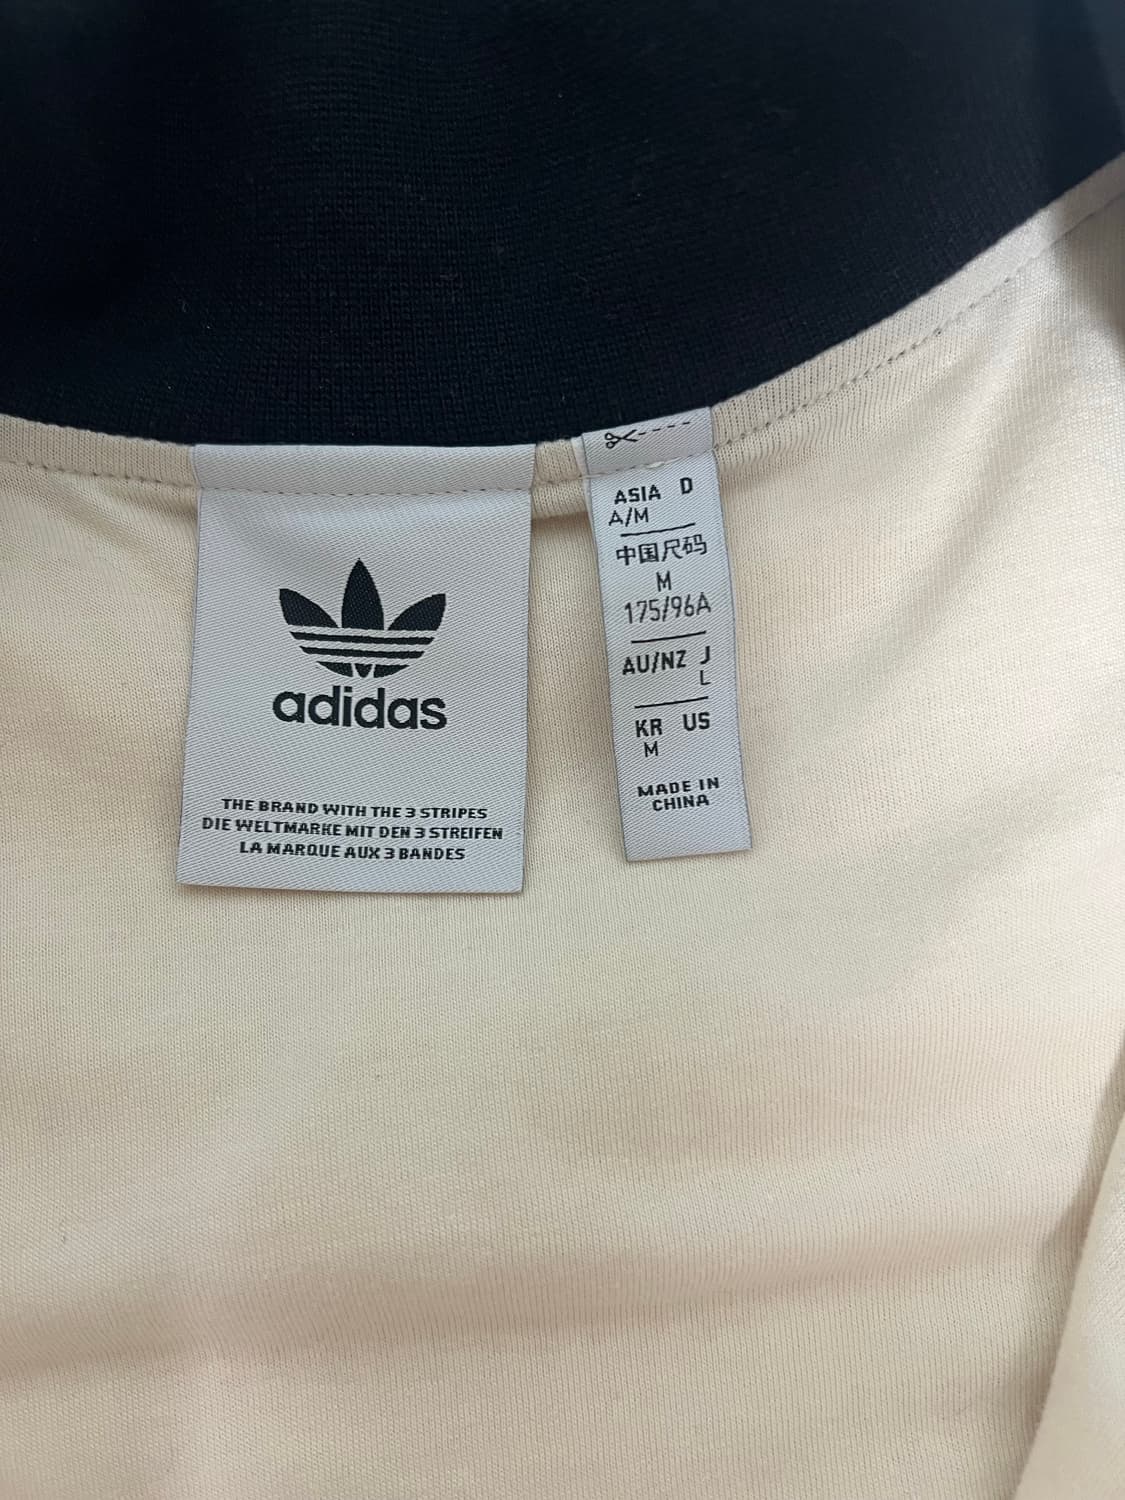 adidas
THE BRAND WITH THE 3 STRIPES
DIE WELTMARKE MIT DEN 3 STREIFEN
LA MARQUE AUX 3 BANDES
ASIA D
A/M
中国尺码
M
175/96A
AU/NZ J
L
KR US
M
MADE IN
CHINA